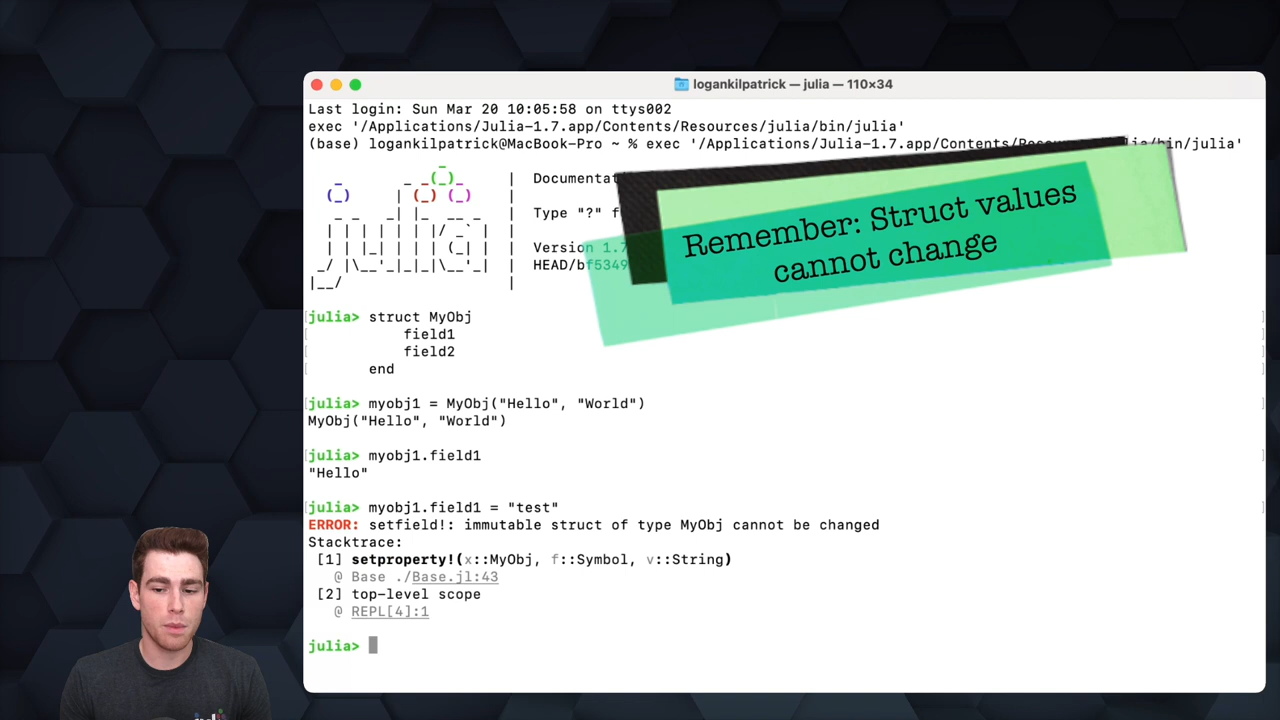 logankilpatrick — julia — 110×34
Last login: Sun Mar 20 10:05:58 on ttys002
exec '/Applications/Julia-1.7.app/Contents/Resources/julia/bin/julia'
(base) logankilpatrick@MacBook-Pro ~ % exec '/Applications/Julia-1.7.app/Contents/ bin/julia'
Type "?"
Version 1.7
HEAD/bf5349
Remember: Struct values
cannot change
julia> struct MyObj
field1
field2
end
julia> myobj1 = MyObj("Hello", "World")
MyObj("Hello", "World")
julia> myobj1.field1
"Hello"
julia> myobj1.field1 = "test"
ERROR: setfield!: immutable struct of type MyObj cannot be changed
Stacktrace:
[1] setproperty!(x::MyObj, f::Symbol, v::String)
@ Base ./Base.jl:43
[2] top-level scope
@ REPL[4]:1
julia>